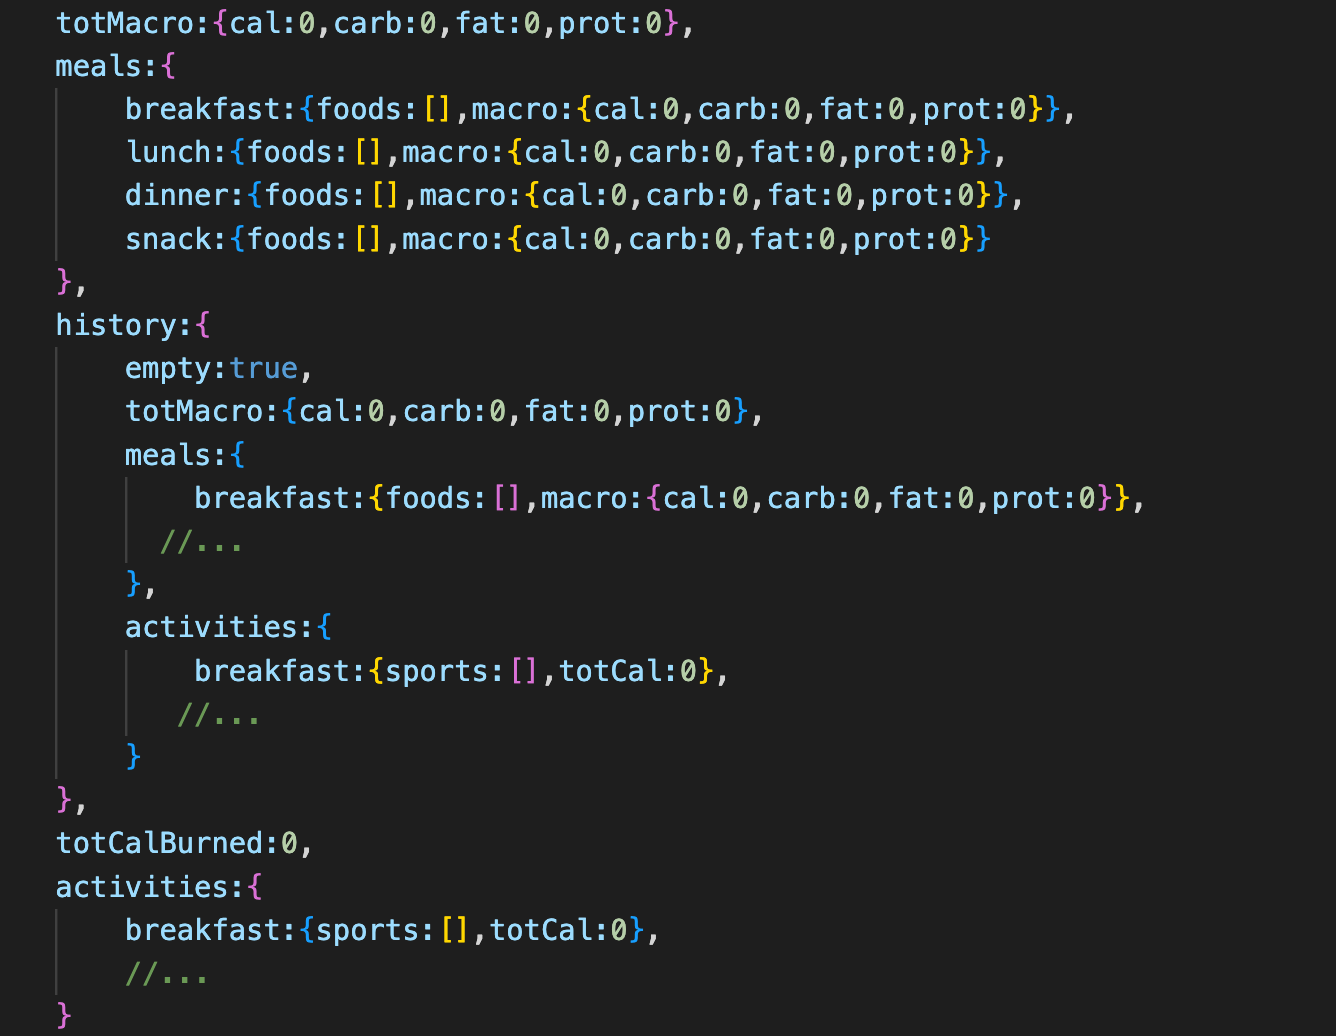 totMacro:{cal:0,carb:0,fat:0,prot:0},
meals:{
    breakfast:{foods:[],macro:{cal:0,carb:0,fat:0,prot:0}},
    lunch:{foods:[],macro:{cal:0,carb:0,fat:0,prot:0}},
    dinner:{foods:[],macro:{cal:0,carb:0,fat:0,prot:0}},
    snack:{foods:[],macro:{cal:0,carb:0,fat:0,prot:0}}
},
history:{
    empty:true,
    totMacro:{cal:0,carb:0,fat:0,prot:0},
    meals:{
        breakfast:{foods:[],macro:{cal:0,carb:0,fat:0,prot:0}},
      //...
    },
    activities:{
        breakfast:{sports:[],totCal:0},
       //...
    }
},
totCalBurned:0,
activities:{
    breakfast:{sports:[],totCal:0},
    //...
}